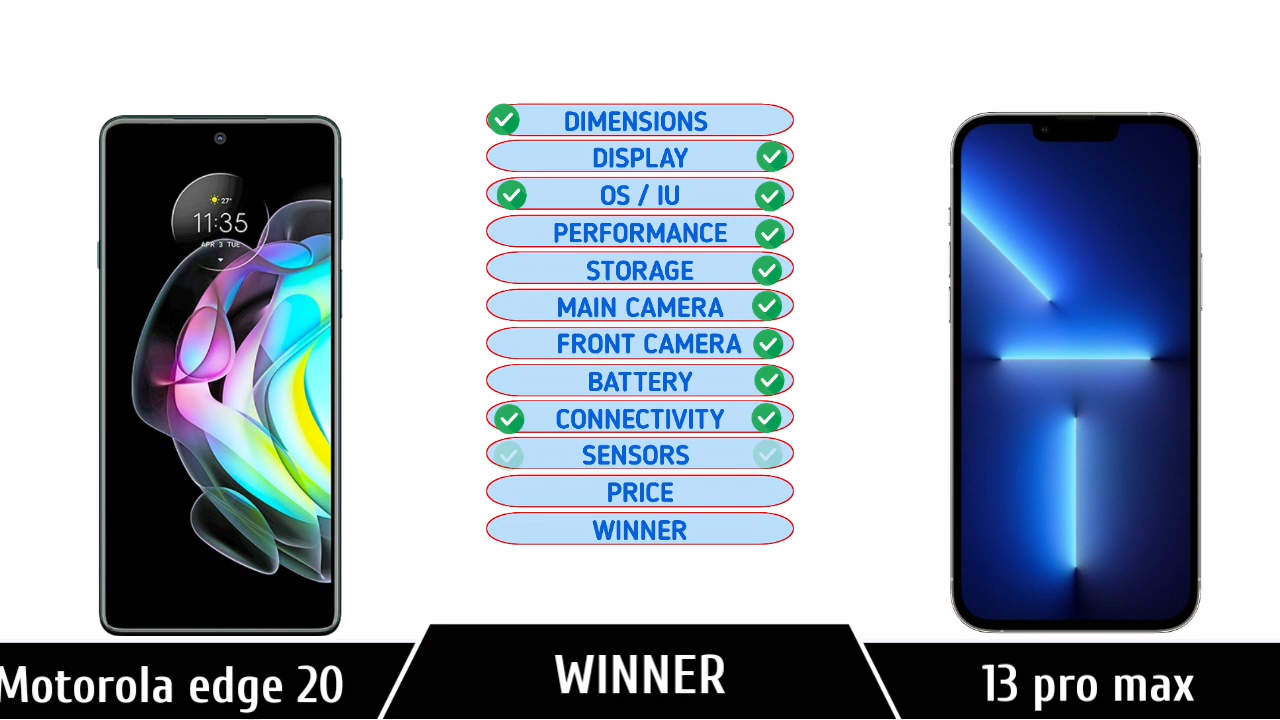 DIMENSIONS
DISPLAY
OS / IU
PERFORMANCE
STORAGE
MAIN CAMERA
FRONT CAMERA
BATTERY
CONNECTIVITY
SENSORS
PRICE
WINNER
27°
11:35
APR 3 TUE
Motorola edge 20
WINNER
13 pro max